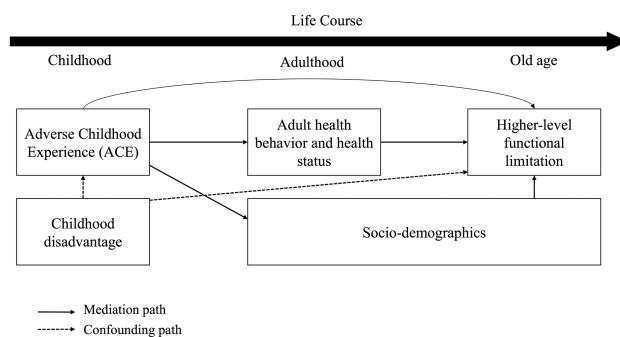 Life Course
Childhood
Adulthood
Old age
Adverse Childhood
Experience (ACE)
Adult health
behavior and health
status
Higher-level
functional
limitation
Childhood
disadvantage
Socio-demographics
Mediation path
Confounding path